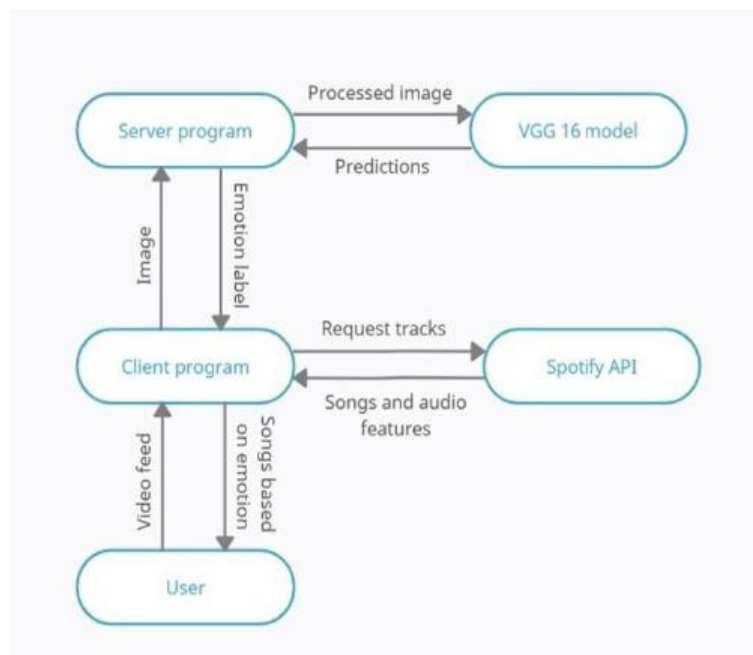 Processed image
Server program
VGG 16 model
Predictions
Image
Emotion label
Request tracks
Client program
Spotify API
Songs and audio
features
Video feed
Songs based
on emotion
User